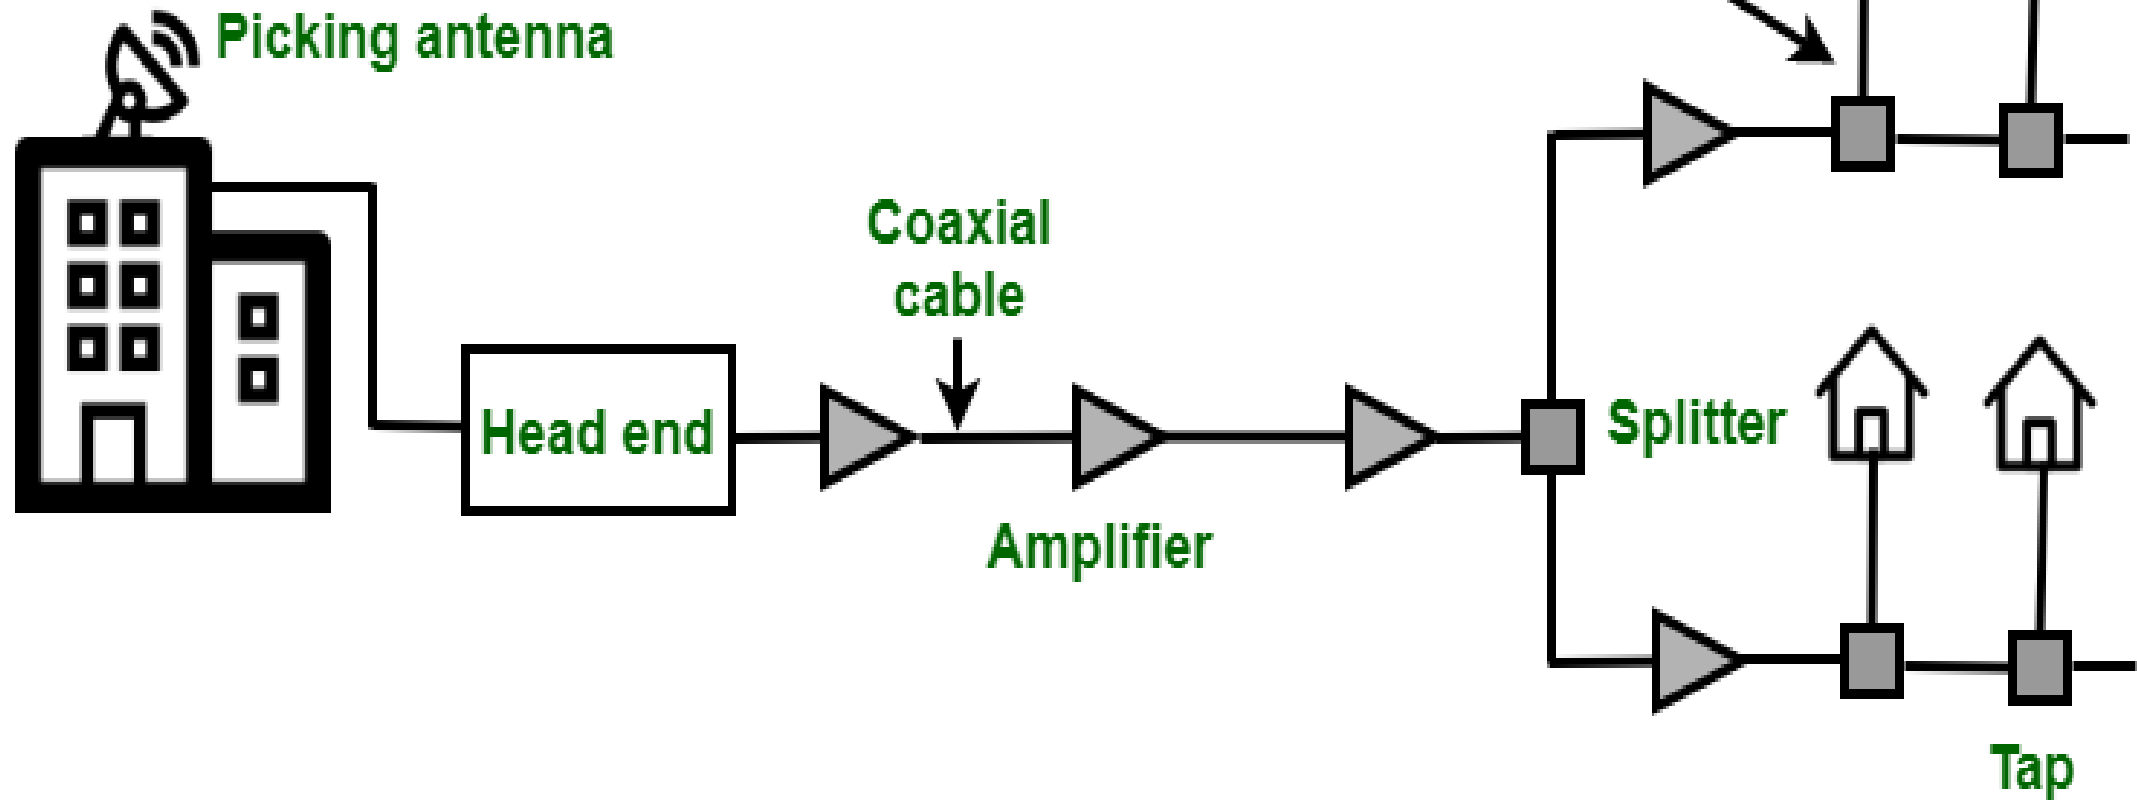 Picking antenna
Coaxial
cable
Head end
Splitter
Amplifier
Tap